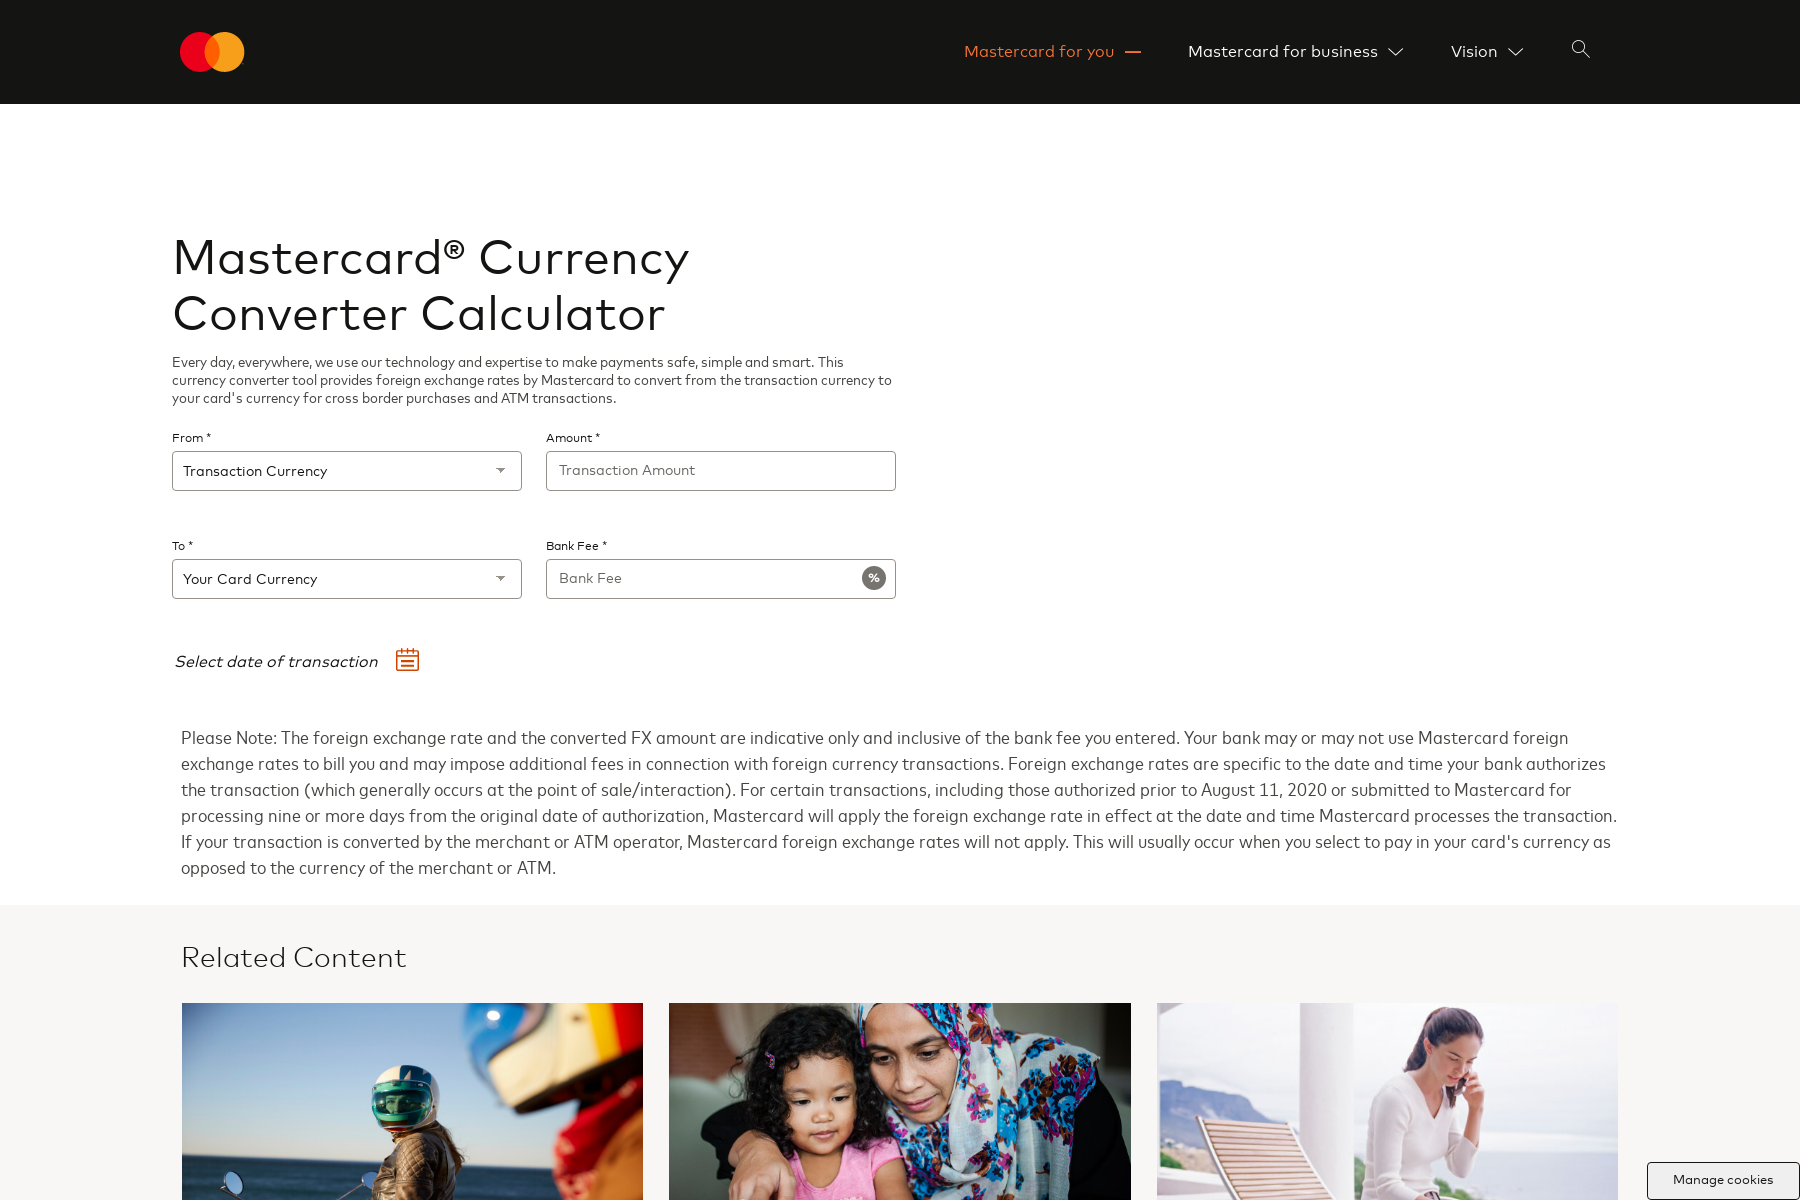 Mastercard for you
Mastercard for business
Vision
Mastercard® Currency
Converter Calculator
Every day, everywhere, we use our technology and expertise to make payments safe, simple and smart. This
currency converter tool provides foreign exchange rates by Mastercard to convert from the transaction currency to
your card's currency for cross border purchases and ATM transactions.
From *
Amount *
Transaction Currency
Transaction Amount
To *
Bank Fee *
Your Card Currency
Bank Fee
%
Select date of transaction
Please Note: The foreign exchange rate and the converted FX amount are indicative only and inclusive of the bank fee you entered. Your bank may or may not use Mastercard foreign
exchange rates to bill you and may impose additional fees in connection with foreign currency transactions. Foreign exchange rates are specific to the date and time your bank authorizes
the transaction (which generally occurs at the point of sale/interaction). For certain transactions, including those authorized prior to August 11, 2020 or submitted to Mastercard for
processing nine or more days from the original date of authorization, Mastercard will apply the foreign exchange rate in effect at the date and time Mastercard processes the transaction.
If your transaction is converted by the merchant or ATM operator, Mastercard foreign exchange rates will not apply. This will usually occur when you select to pay in your card's currency as
opposed to the currency of the merchant or ATM.
Related Content
Manage cookies